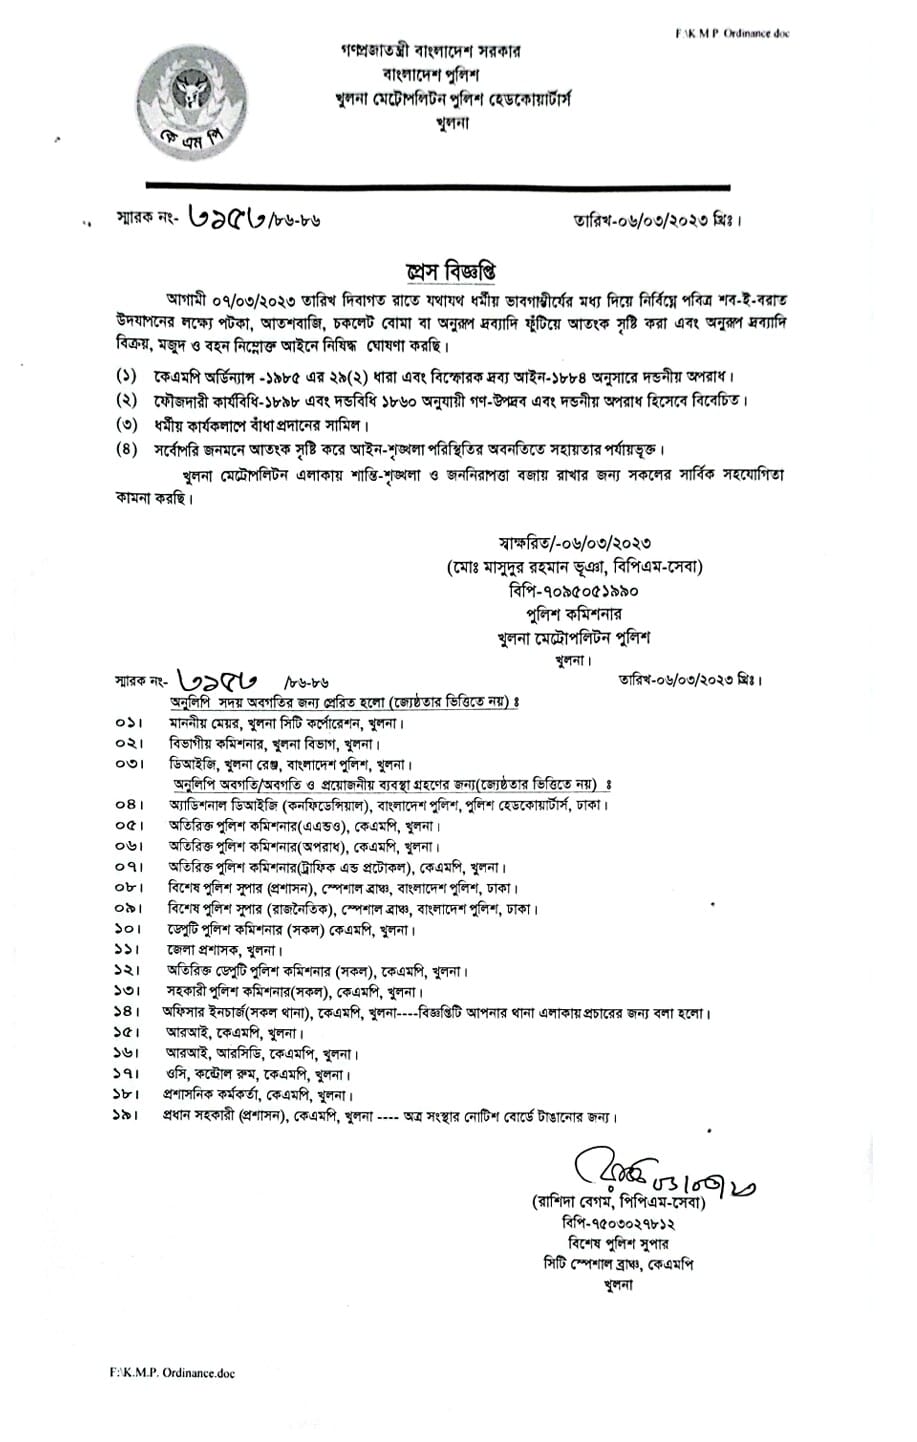 F:\K M P Ordinance.doc
গণপ্রজাতন্ত্রী বাংলাদেশ সরকার
বাংলাদেশ পুলিশ
খুলনা মেট্রোপলিটন পুলিশ হেডকোয়ার্টার্স
খুলনা
কে এম পি
স্মারক নং- ৩১৫৩/৮৬-৮৬ তারিখ-০৬/০৩/২০২৩ খ্রিঃ।
প্রেস বিজ্ঞপ্তি
আগামী ০৭/০৩/২০২৩ তারিখ দিবাগত রাতে যথাযথ ধর্মীয় ভাবগাম্ভীর্যের মধ্য দিয়ে নির্বিঘ্নে পবিত্র শব-ই-বরাত
উদযাপনের লক্ষ্যে পটকা, আতশবাজি, চকলেট বোমা বা অনুরূপ দ্রব্যাদি ফুঁটিয়ে আতংক সৃষ্টি করা এবং অনুরূপ দ্রব্যাদি
বিক্রয়, মজুদ ও বহন নিম্নোক্ত আইনে নিষিদ্ধ ঘোষণা করছি।
(১) কেএমপি অর্ডিন্যান্স -১৯৮৫ এর ২৯(২) ধারা এবং বিস্ফোরক দ্রব্য আইন-১৮৮৪ অনুসারে দন্ডনীয় অপরাধ।
(২) ফৌজদারী কার্যবিধি-১৮৯৮ এবং দন্ডবিধি ১৮৬০ অনুযায়ী গণ-উপদ্রব এবং দন্ডনীয় অপরাধ হিসেবে বিবেচিত।
(৩) ধর্মীয় কার্যকলাপে বাঁধা প্রদানের সামিল।
(৪) সর্বোপরি জনমনে আতংক সৃষ্টি করে আইন-শৃঙ্খলা পরিস্থিতির অবনতিতে সহায়তার পর্যায়ভূক্ত।
খুলনা মেট্রোপলিটন এলাকায় শান্তি-শৃঙ্খলা ও জননিরাপত্তা বজায় রাখার জন্য সকলের সার্বিক সহযোগিতা
কামনা করছি।
স্বাক্ষরিত/-০৬/০৩/২০২৩
(মোঃ মাসুদুর রহমান ভূঞা, বিপিএম-সেবা)
বিপি-৭০৯৫০৫১৯৯০
পুলিশ কমিশনার
খুলনা মেট্রোপলিটন পুলিশ
খুলনা।
স্মারক নং- ৩১৫৩ /৮৬-৮৬ তারিখ-০৬/০৩/২০২৩ খ্রিঃ।
অনুলিপি সদয় অবগতির জন্য প্রেরিত হলো (জ্যেষ্ঠতার ভিত্তিতে নয়) ঃ
০১। মাননীয় মেয়র, খুলনা সিটি কর্পোরেশন, খুলনা।
০২। বিভাগীয় কমিশনার, খুলনা বিভাগ, খুলনা।
০৩। ডিআইজি, খুলনা রেঞ্জ, বাংলাদেশ পুলিশ, খুলনা।
অনুলিপি অবগতি/অবগতি ও প্রয়োজনীয় ব্যবস্থা গ্রহণের জন্য(জ্যেষ্ঠতার ভিত্তিতে নয়) ঃ
০৪। অ্যাডিশনাল ডিআইজি (কনফিডেন্সিয়াল), বাংলাদেশ পুলিশ, পুলিশ হেডকোয়ার্টার্স, ঢাকা।
০৫। অতিরিক্ত পুলিশ কমিশনার(এএন্ডও), কেএমপি, খুলনা।
০৬। অতিরিক্ত পুলিশ কমিশনার(অপরাধ), কেএমপি, খুলনা।
০৭। অতিরিক্ত পুলিশ কমিশনার(ট্রাফিক এন্ড প্রটোকল), কেএমপি, খুলনা।
০৮। বিশেষ পুলিশ সুপার (প্রশাসন), স্পেশাল ব্রাঞ্চ, বাংলাদেশ পুলিশ, ঢাকা।
০৯। বিশেষ পুলিশ সুপার (রাজনৈতিক), স্পেশাল ব্রাঞ্চ, বাংলাদেশ পুলিশ, ঢাকা।
১০। ডেপুটি পুলিশ কমিশনার (সকল) কেএমপি, খুলনা।
১১। জেলা প্রশাসক, খুলনা।
১২। অতিরিক্ত ডেপুটি পুলিশ কমিশনার (সকল), কেএমপি, খুলনা।
১৩। সহকারী পুলিশ কমিশনার(সকল), কেএমপি, খুলনা।
১৪। অফিসার ইনচার্জ(সকল থানা), কেএমপি, খুলনা----বিজ্ঞপ্তিটি আপনার থানা এলাকায় প্রচারের জন্য বলা হলো।
১৫। আরআই, কেএমপি, খুলনা।
১৬। আরআই, আরসিডি, কেএমপি, খুলনা।
১৭। ওসি, কন্ট্রোল রুম, কেএমপি, খুলনা।
১৮। প্রশাসনিক কর্মকর্তা, কেএমপি, খুলনা।
১৯। প্রধান সহকারী (প্রশাসন), কেএমপি, খুলনা ---- অত্র সংস্থার নোটিশ বোর্ডে টাঙানোর জন্য।
(রাশিদা বেগম, পিপিএম-সেবা)
বিপি-৭৫০৩০২৭৮১২
বিশেষ পুলিশ সুপার
সিটি স্পেশাল ব্রাঞ্চ, কেএমপি
খুলনা
F:\K.M.P. Ordinance.doc